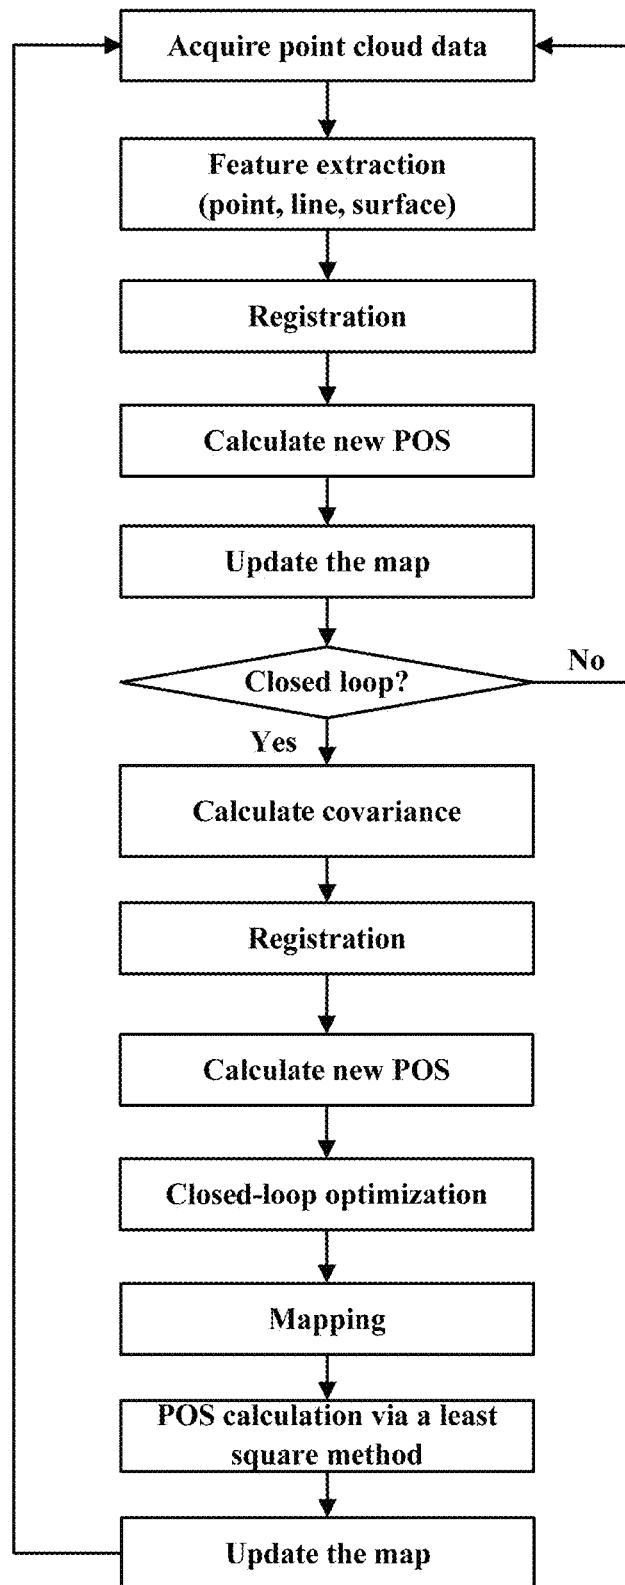 Acquire point cloud data
Feature extraction
(point, line, surface)
Registration
Calculate new POS
Update the map
Closed loop?
No
Yes
Calculate covariance
Registration
Calculate new POS
Closed-loop optimization
Mapping
POS calculation via a least
square method
Update the map